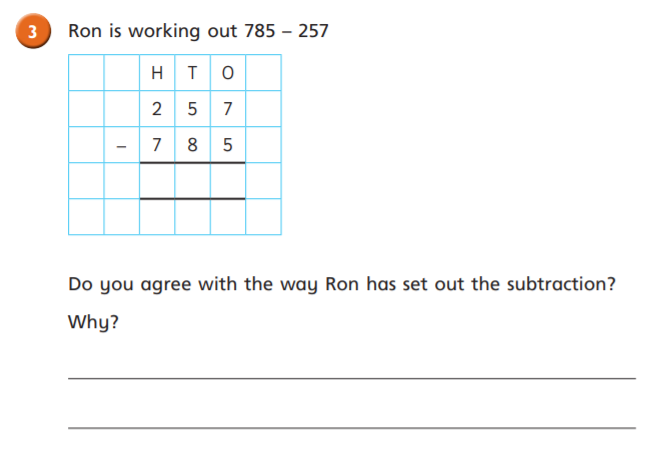 3 Ron is working out 785 – 257
H T O
2 5 7
– 7 8 5
Do you agree with the way Ron has set out the subtraction?
Why?